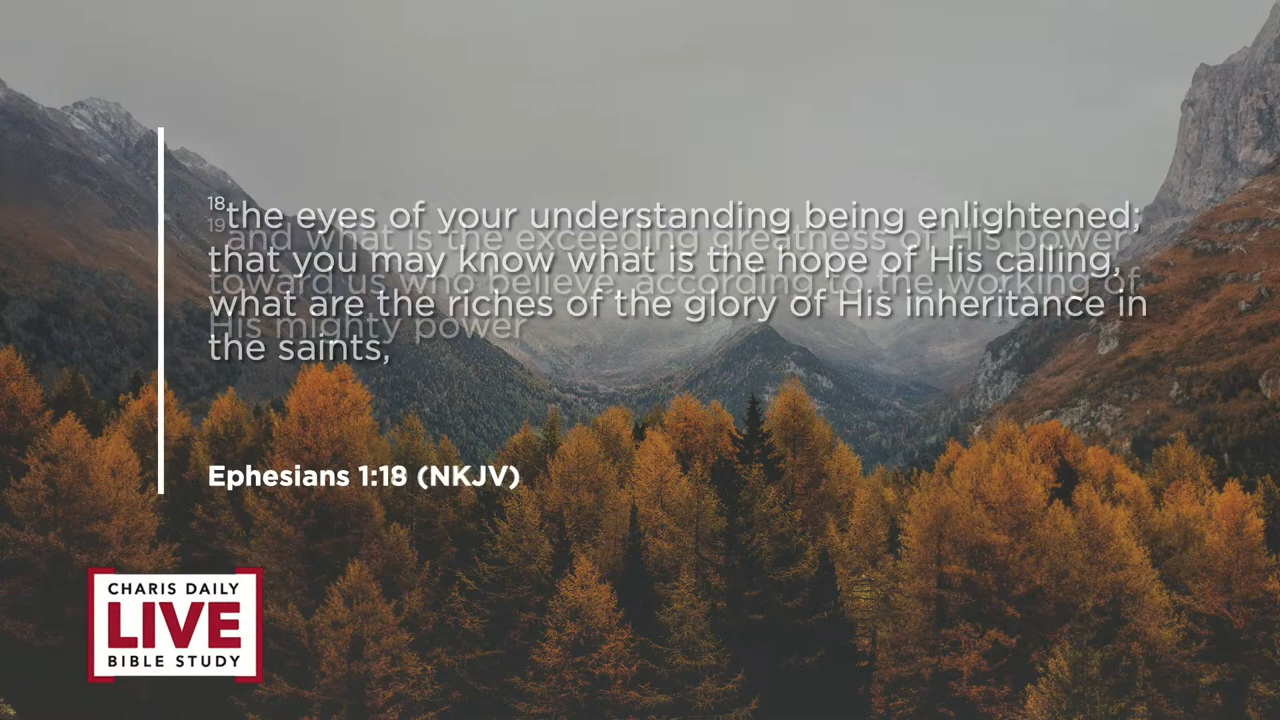 18the eyes of your understanding being enlightened;
that you may know what is the hope of His calling,
what are the riches of the glory of His inheritance in
the saints,
19and what is the exceeding greatness of His power
toward us who believe, according to the working of
His mighty power
Ephesians 1:18 (NKJV)
CHARIS DAILY
LIVE
BIBLE STUDY